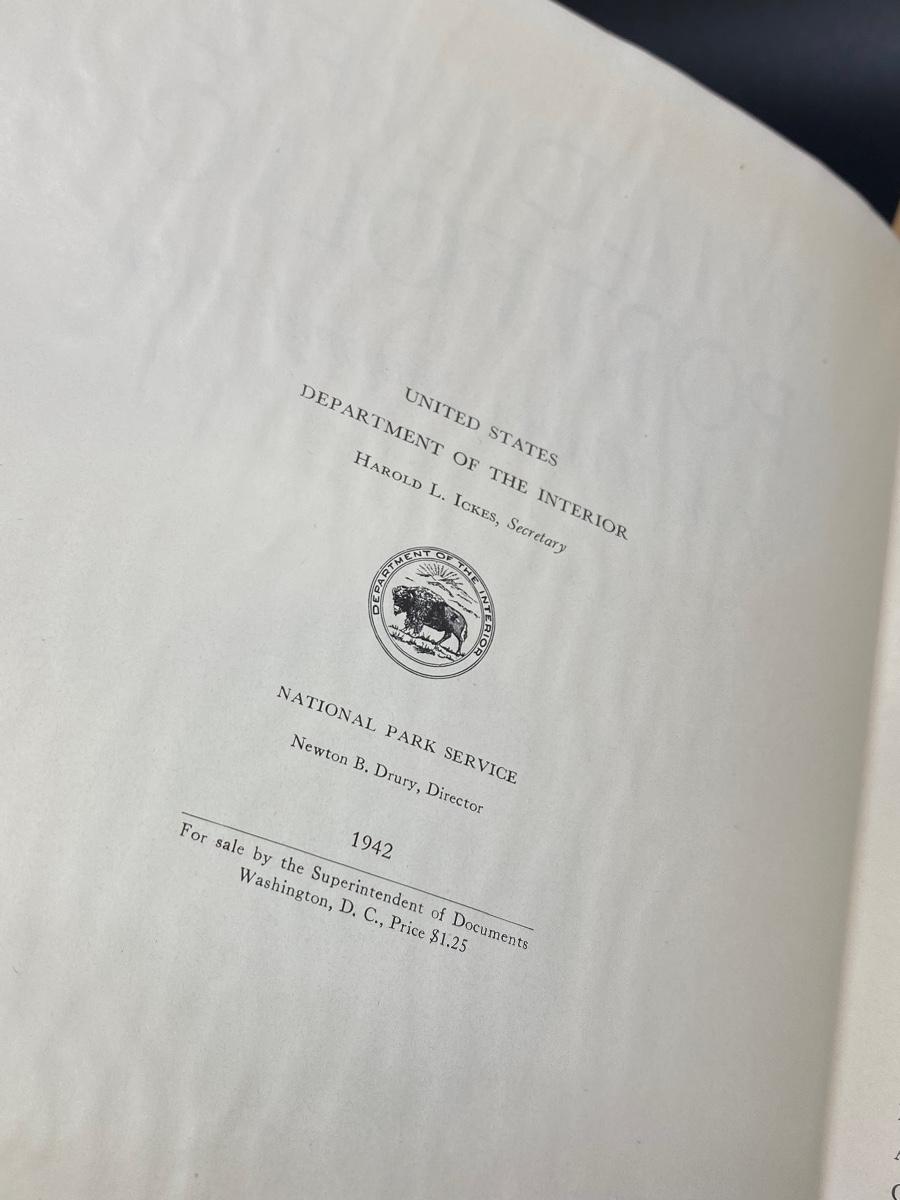 UNITED STATES
DEPARTMENT OF THE INTERIOR
HAROLD L. ICKES, Secretary
DEPARTMENT OF THE INTERIOR
NATIONAL PARK SERVICE
Newton B. Drury, Director
1942
For sale by the Superintendent of Documents
Washington, D. C., Price $1.25